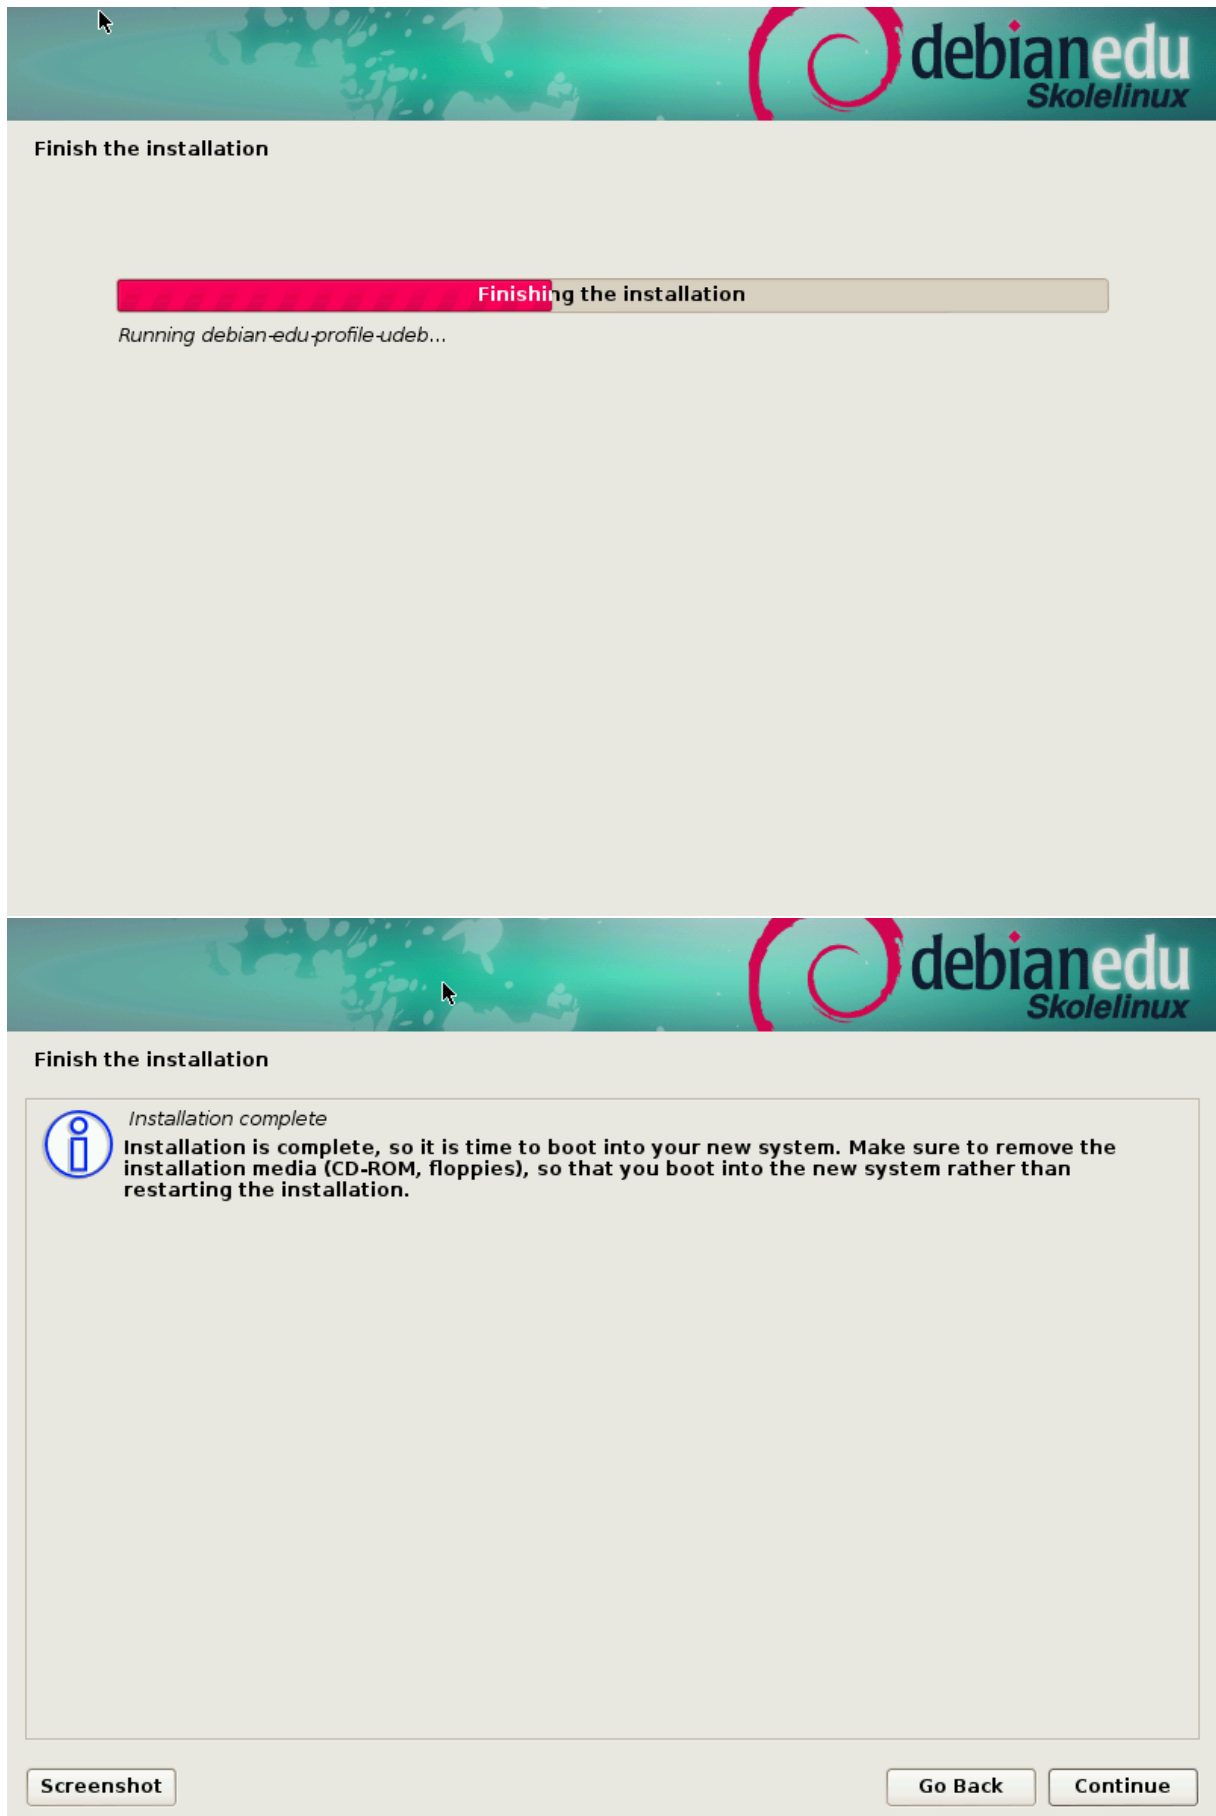 debianedu
Skolelinux
Finish the installation
Finishing the installation
Running debian-edu-profile-udeb...
debianedu
Skolelinux
Finish the installation
Installation complete
Installation is complete, so it is time to boot into your new system. Make sure to remove the
installation media (CD-ROM, floppies), so that you boot into the new system rather than
restarting the installation.
Screenshot
Go Back
Continue